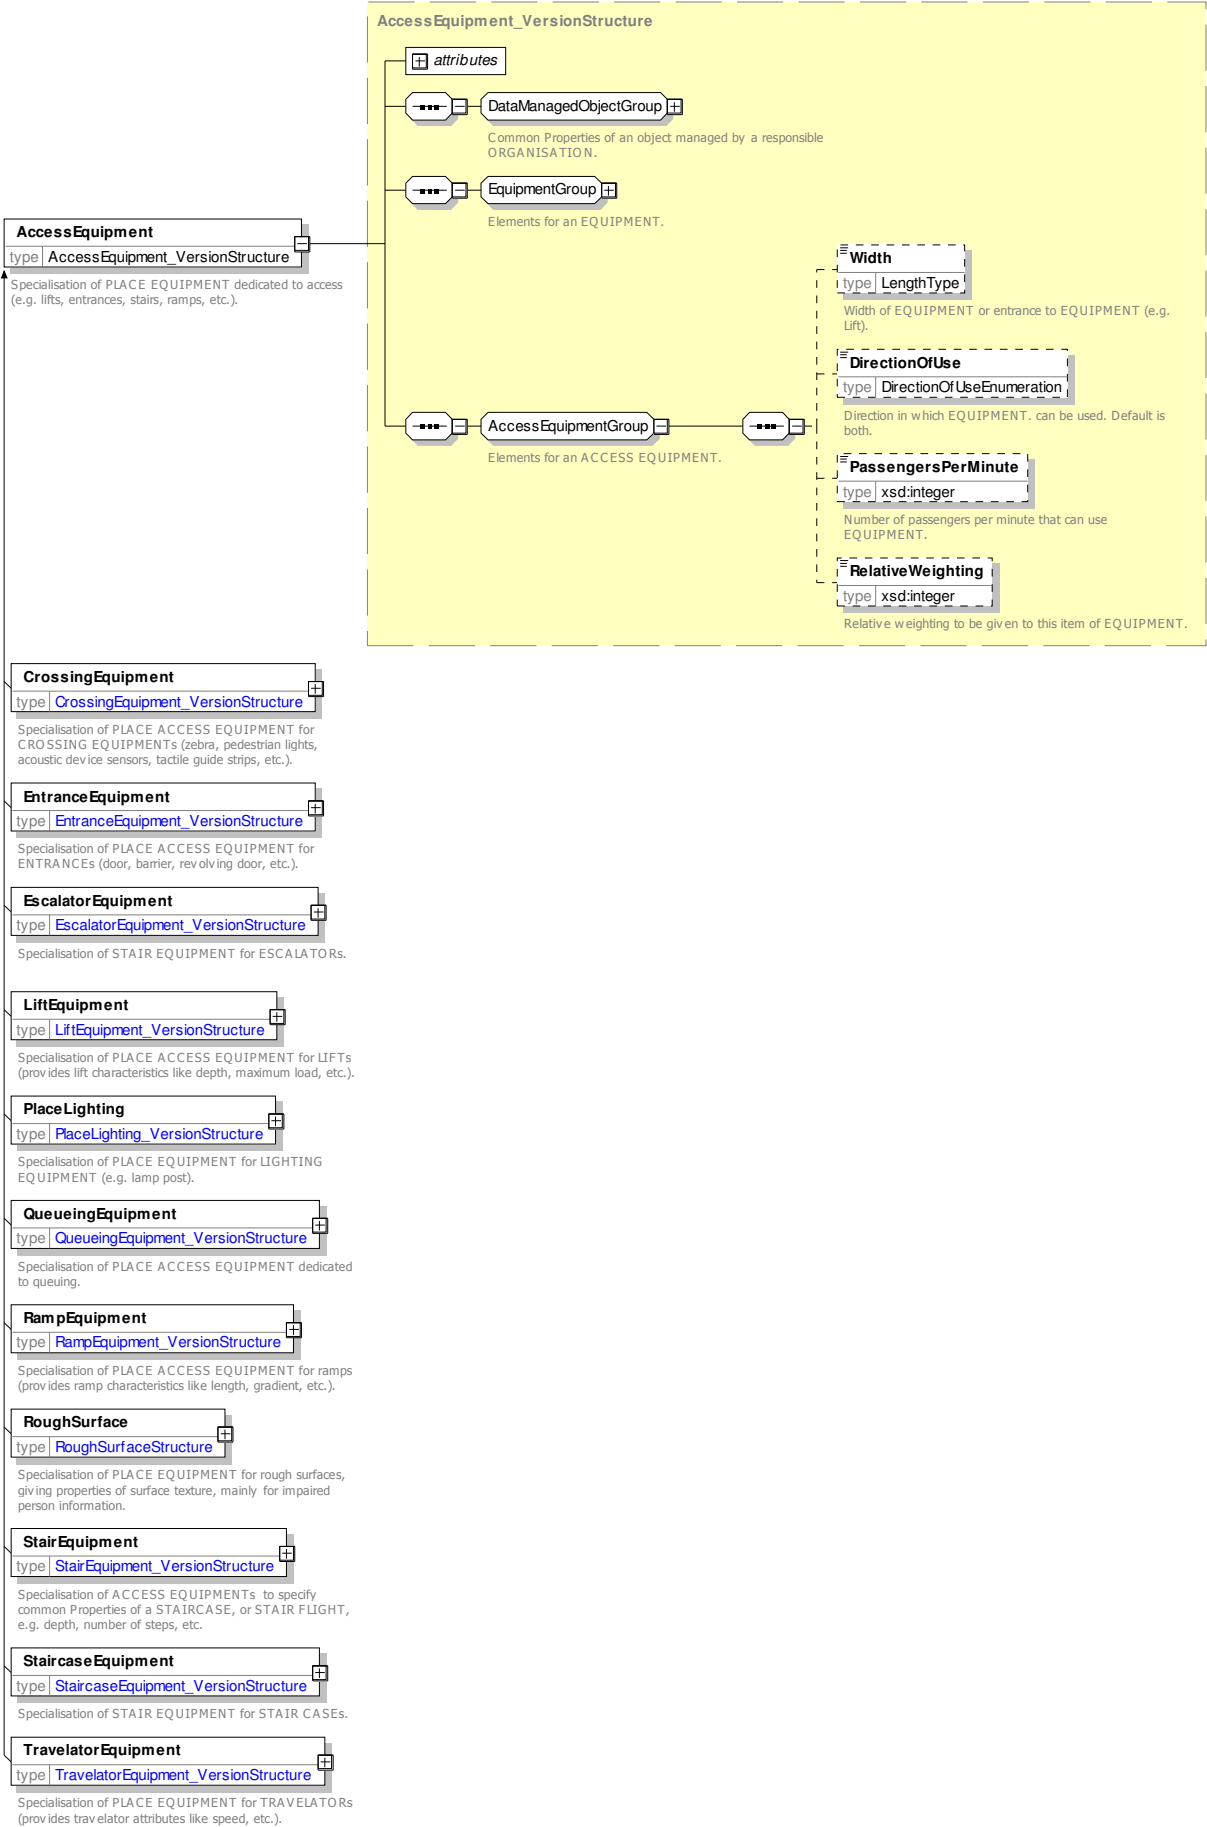 AccessEquipment_VersionStructure
attributes
DataManagedObjectGroup
Common Properties of an object managed by a responsible
ORGANISATION.
EquipmentGroup
Elements for an EQUIPMENT.
AccessEquipment
type AccessEquipment_VersionStructure
Specialisation of PLACE EQUIPMENT dedicated to access
(e.g. lifts, entrances, stairs, ramps, etc.).
Width
type LengthType
Width of EQUIPMENT or entrance to EQUIPMENT (e.g.
Lift).
DirectionOfUse
type DirectionOfUseEnumeration
Direction in which EQUIPMENT. can be used. Default is
both.
AccessEquipmentGroup
Elements for an ACCESS EQUIPMENT.
PassengersPerMinute
type xsd:integer
Number of passengers per minute that can use
EQUIPMENT.
RelativeWeighting
type xsd:integer
Relative weighting to be given to this item of EQUIPMENT.
CrossingEquipment
type CrossingEquipment_VersionStructure
Specialisation of PLACE ACCESS EQUIPMENT for
CROSSING EQUIPMENTs (zebra, pedestrian lights,
acoustic device sensors, tactile guide strips, etc.).
EntranceEquipment
type EntranceEquipment_VersionStructure
Specialisation of PLACE ACCESS EQUIPMENT for
ENTRANCEs (door, barrier, revolving door, etc.).
EscalatorEquipment
type EscalatorEquipment_VersionStructure
Specialisation of STAIR EQUIPMENT for ESCALATORs.
LiftEquipment
type LiftEquipment_VersionStructure
Specialisation of PLACE ACCESS EQUIPMENT for LIFTs
(provides lift characteristics like depth, maximum load, etc.).
PlaceLighting
type PlaceLighting_VersionStructure
Specialisation of PLACE EQUIPMENT for LIGHTING
EQUIPMENT (e.g. lamp post).
QueueingEquipment
type QueueingEquipment_VersionStructure
Specialisation of PLACE ACCESS EQUIPMENT dedicated
to queuing.
RampEquipment
type RampEquipment_VersionStructure
Specialisation of PLACE ACCESS EQUIPMENT for ramps
(provides ramp characteristics like length, gradient, etc.).
RoughSurface
type RoughSurfaceStructure
Specialisation of PLACE EQUIPMENT for rough surfaces,
giving properties of surface texture, mainly for impaired
person information.
StairEquipment
type StairEquipment_VersionStructure
Specialisation of ACCESS EQUIPMENTs to specify
common Properties of a STAIRCASE, or STAIR FLIGHT,
e.g. depth, number of steps, etc.
StaircaseEquipment
type StaircaseEquipment_VersionStructure
Specialisation of STAIR EQUIPMENT for STAIR CASEs.
TravelatorEquipment
type TravelatorEquipment_VersionStructure
Specialisation of PLACE EQUIPMENT for TRAVELATORs
(provides travelator attributes like speed, etc.).